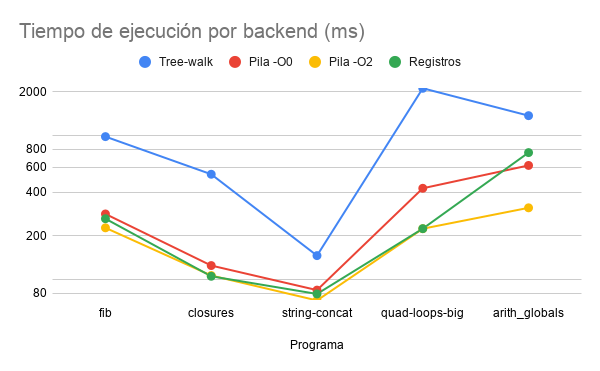 Tiempo de ejecución por backend (ms)
Tree-walk Pila -O0 Pila -O2 Registros
2000
800
600
400
200
80
fib closures string-concat quad-loops-big arith_globals
Programa